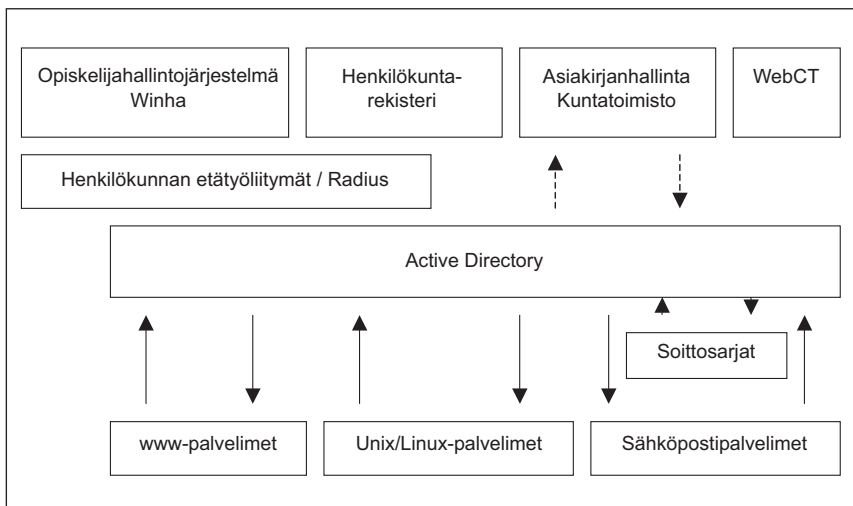 Opiskelijahallintojärjestelmä
Winha
Henkilökunta-
rekisteri
Asiakirjanhallinta
Kuntatoimisto
WebCT
Henkilökunnan etätyöliitymät / Radius
Active Directory
Soittosarjat
www-palvelimet
Unix/Linux-palvelimet
Sähköpostipalvelimet